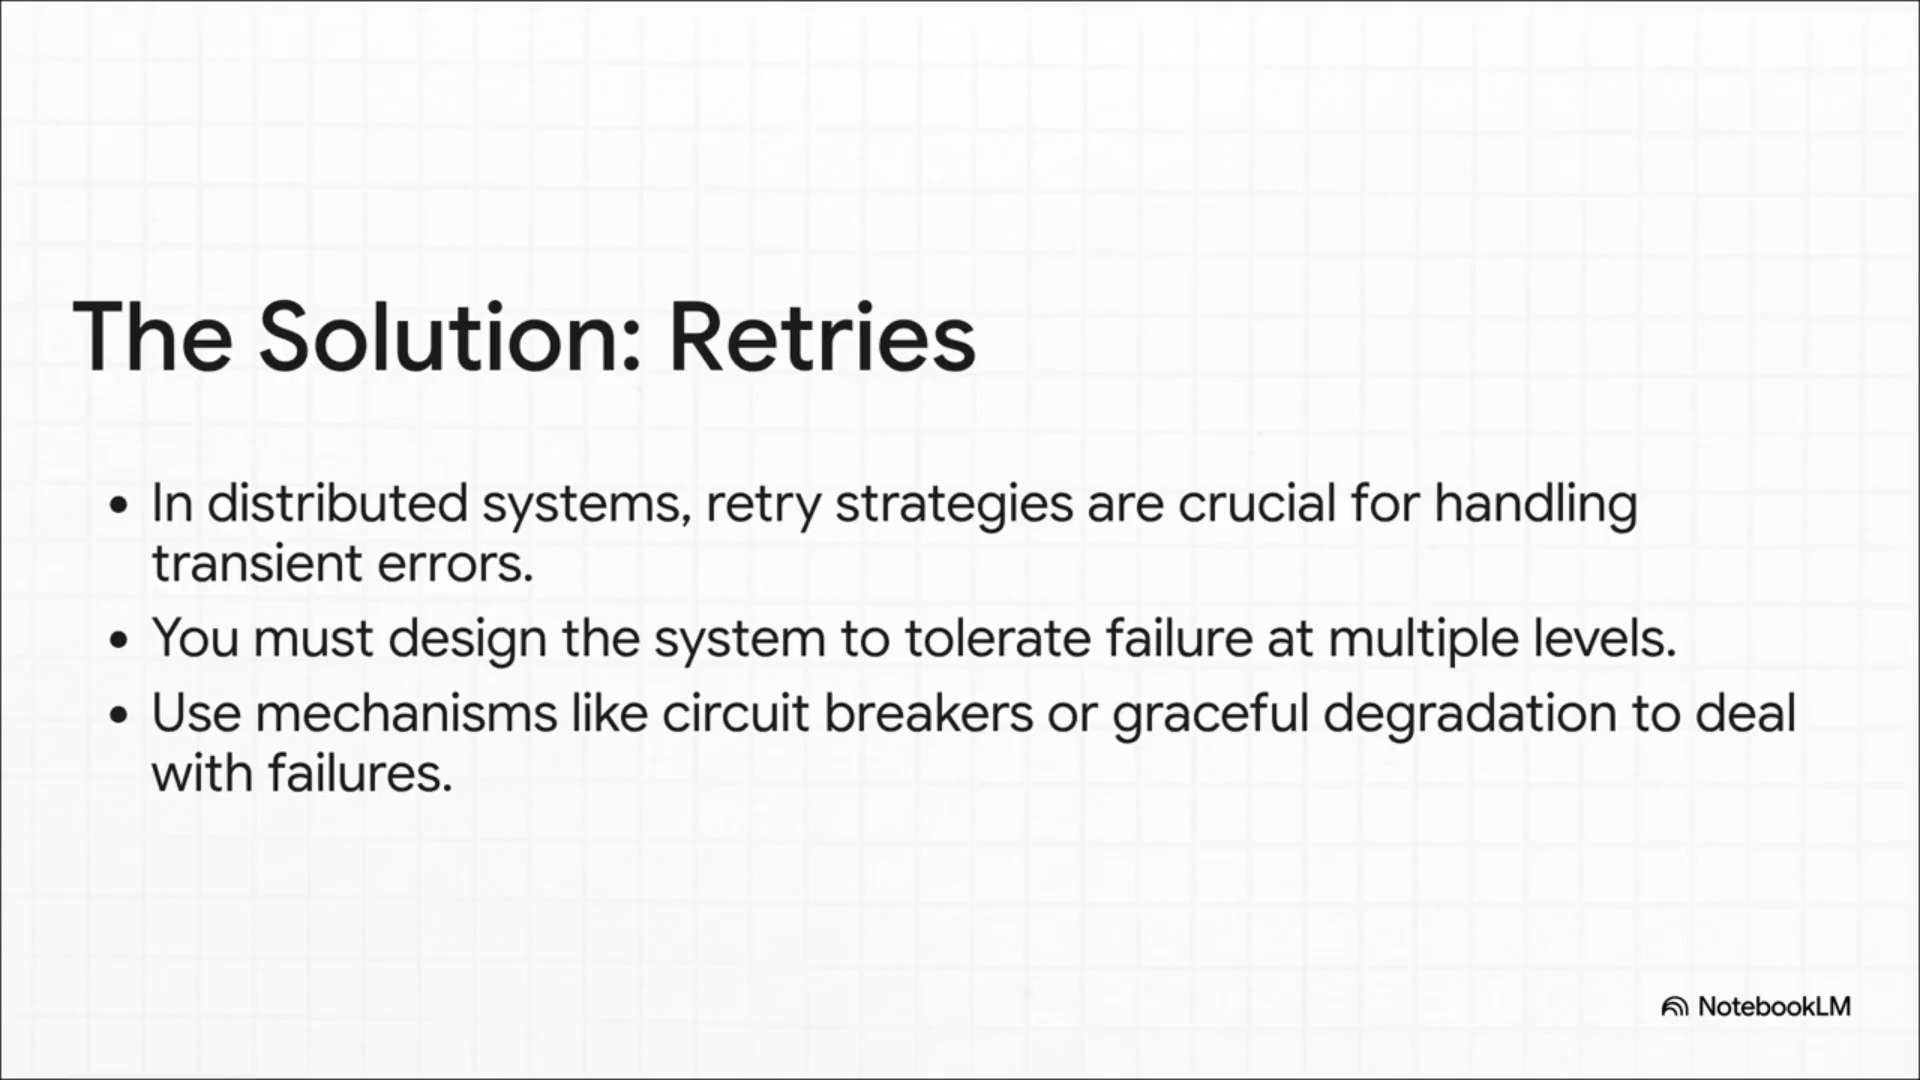 The Solution: Retries
• In distributed systems, retry strategies are crucial for handling
transient errors.
• You must design the system to tolerate failure at multiple levels.
• Use mechanisms like circuit breakers or graceful degradation to deal
with failures.
NotebookLM